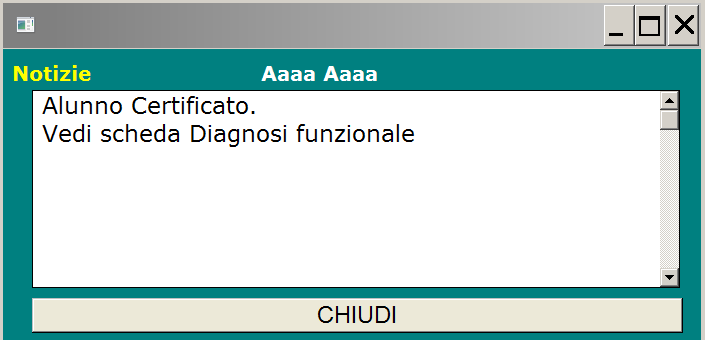 Notizie Aaaa Aaaa
Alunno Certificato.
Vedi scheda Diagnosi funzionale
CHIUDI